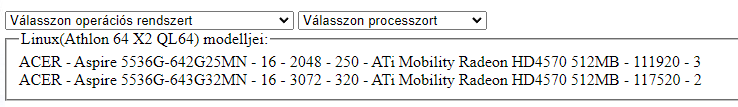 Válasszon operációs rendszert Válasszon processzort
Linux(Athlon 64 X2 QL64) modelljei:
ACER - Aspire 5536G-642G25MN - 16 - 2048 - 250 - ATi Mobility Radeon HD4570 512MB - 111920 - 3
ACER - Aspire 5536G-643G32MN - 16 - 3072 - 320 - ATi Mobility Radeon HD4570 512MB - 117520 - 2